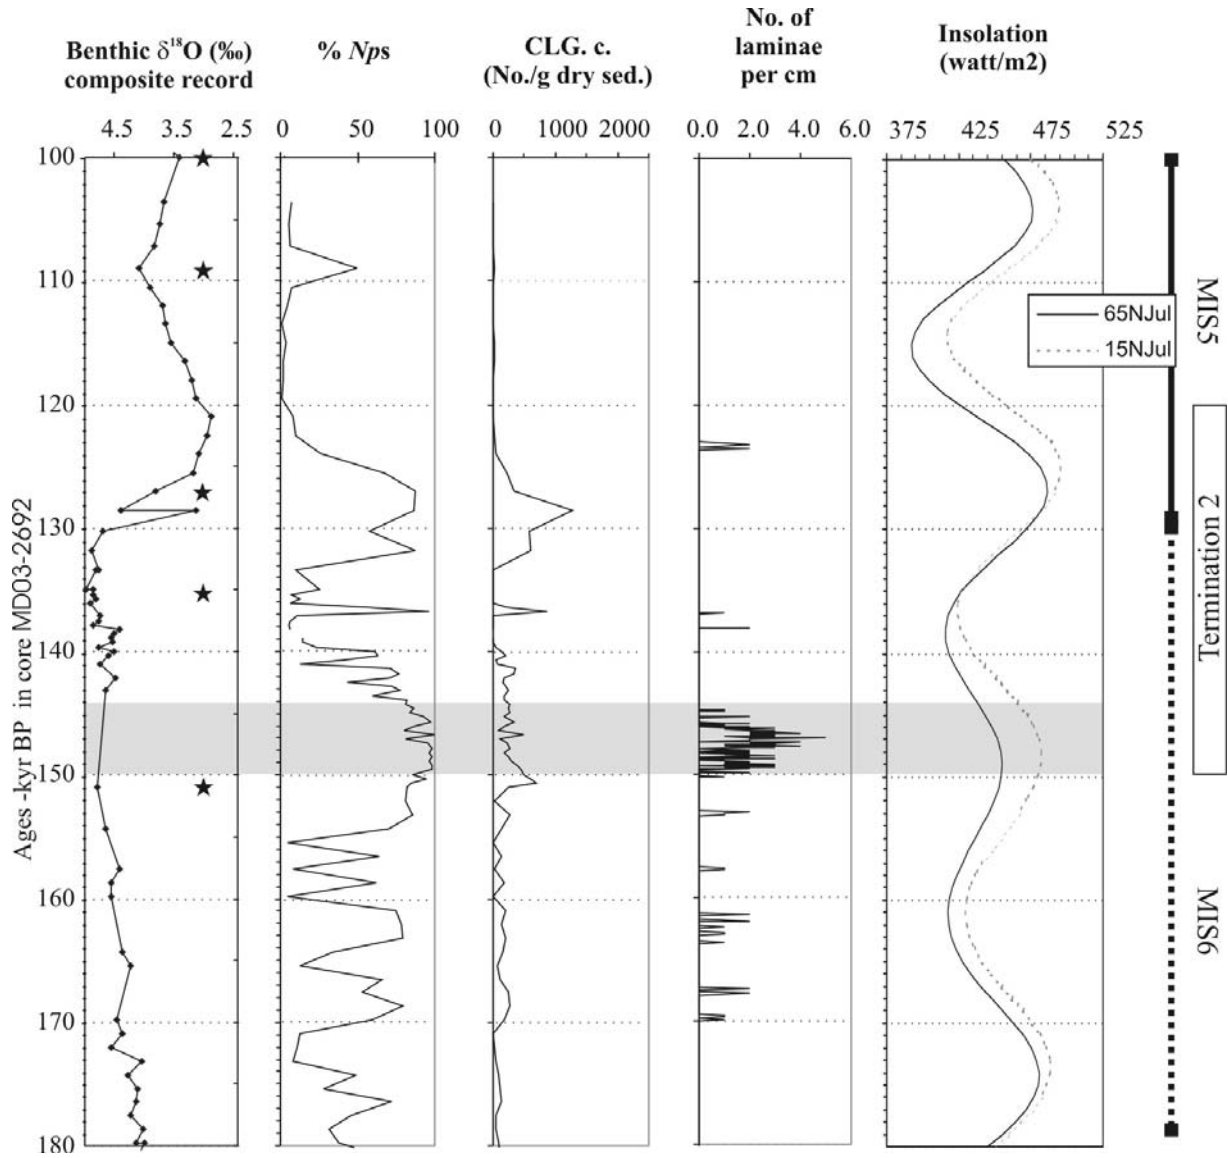 Benthic δ¹⁸O (‰)
composite record
% Nps
CLG. c.
(No./g dry sed.)
No. of
laminae
per cm
Insolation
(watt/m2)
4.5 3.5 2.5
0 50 100
0 1000 2000
0.0 2.0 4.0 6.0
375 425 475 525
100
110
120
130
140
150
160
170
180
Ages -kyr BP in core MD03-2692
65NJul
15NJul
MIS5
Termination 2
MIS6